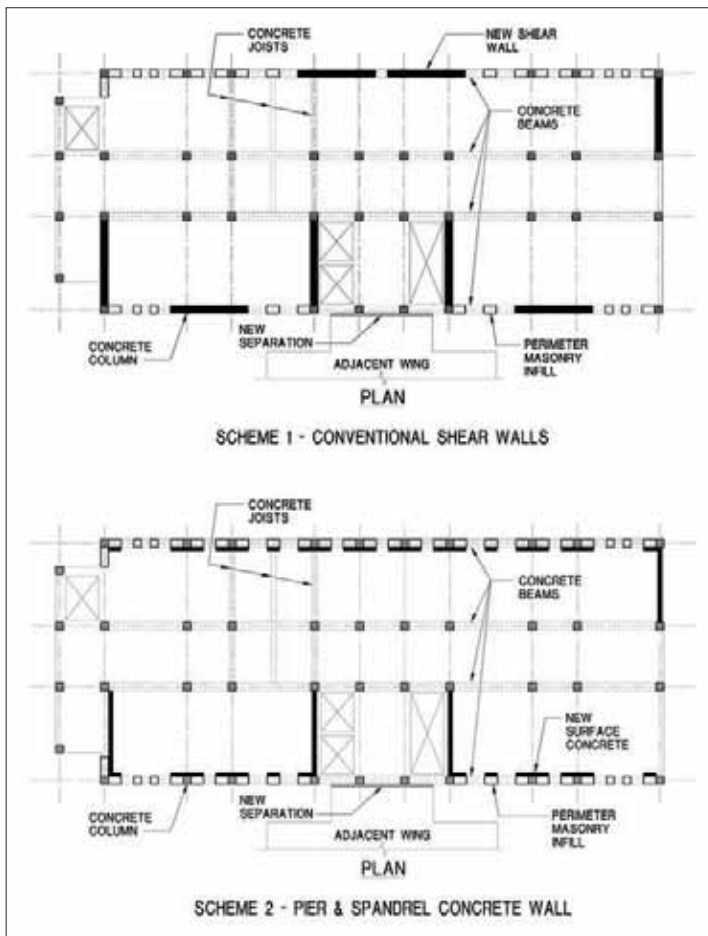 CONCRETE
JOISTS
NEW SHEAR
WALL
CONCRETE
BEAMS
CONCRETE
COLUMN
NEW
SEPARATION
ADJACENT WING
PERIMETER
MASONRY
INFILL
PLAN
SCHEME 1 - CONVENTIONAL SHEAR WALLS
CONCRETE
JOISTS
CONCRETE
BEAMS
NEW
SURFACE
CONCRETE
CONCRETE
COLUMN
NEW
SEPARATION
ADJACENT WING
PERIMETER
MASONRY
INFILL
PLAN
SCHEME 2 - PIER & SPANDREL CONCRETE WALL